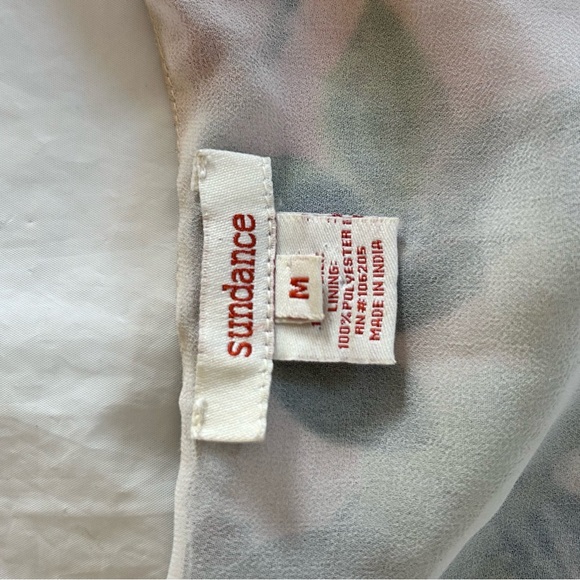 sundance
M
LINING:
100% POLYESTER
RN #106205
MADE IN INDIA